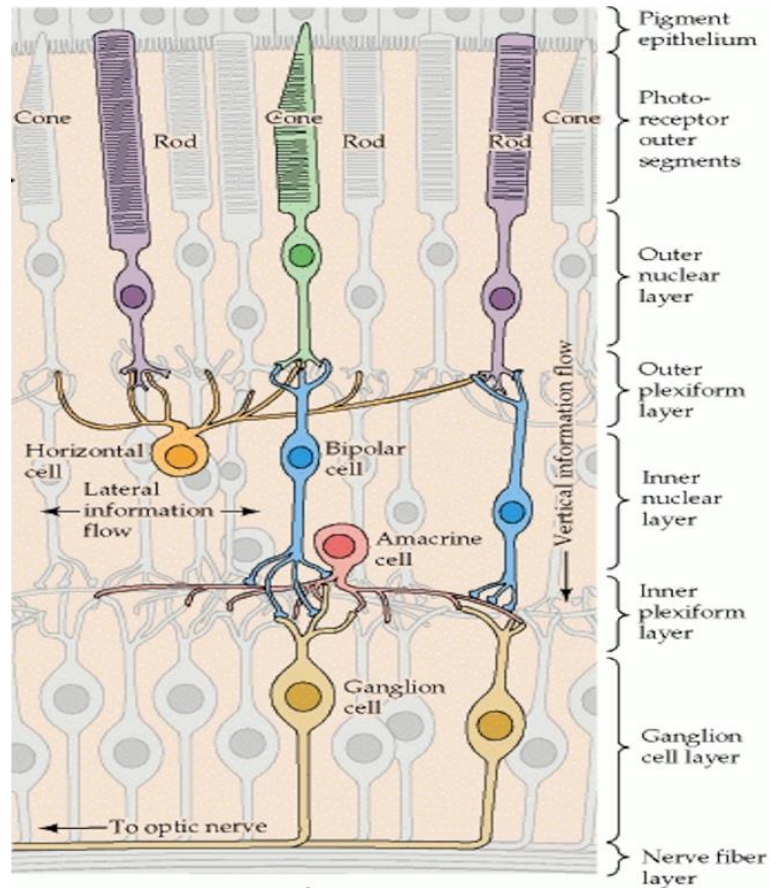 Pigment
epithelium
Photo-
receptor
outer
segments
Cone
Cone
Cone
Rod
Rod
Rod
Outer
nuclear
layer
Outer
plexiform
layer
Vertical information flow
Horizontal
cell
Bipolar
cell
Lateral
information
flow
Inner
nuclear
layer
Amacrine
cell
Inner
plexiform
layer
Ganglion
cell
Ganglion
cell layer
To optic nerve
Nerve fiber
layer